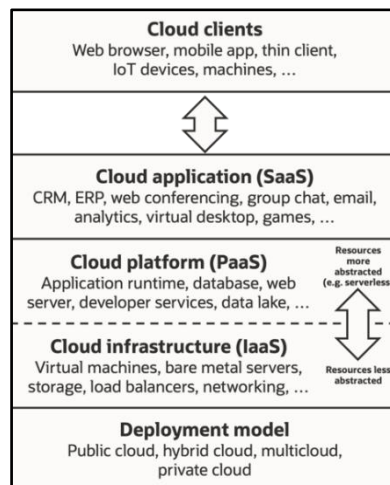 Cloud clients
Web browser, mobile app, thin client,
IoT devices, machines, ...
Cloud application (SaaS)
CRM, ERP, web conferencing, group chat, email,
analytics, virtual desktop, games, ...
Cloud platform (PaaS)
Application runtime, database, web
server, developer services, data lake, ...
Resources
more
abstracted
(e.g. serverless)
Cloud infrastructure (IaaS)
Virtual machines, bare metal servers,
storage, load balancers, networking, ...
Resources less
abstracted
Deployment model
Public cloud, hybrid cloud, multicloud,
private cloud